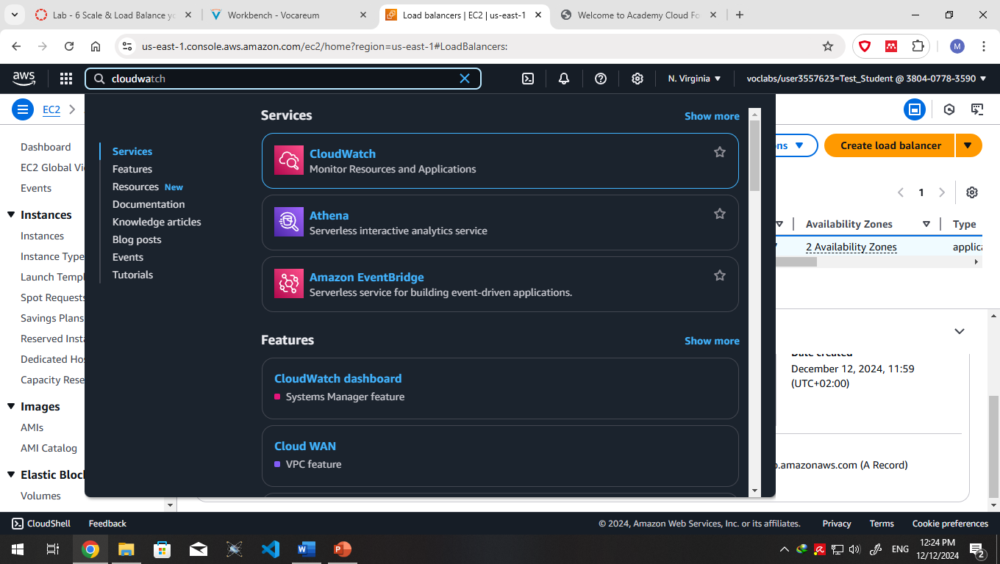 Lab - 6 Scale & Load Balance yo
Workbench - Vocareum
Load balancers | EC2 | us-east-1
Welcome to Academy Cloud Fo
us-east-1.console.aws.amazon.com/ec2/home?region=us-east-1#LoadBalancers:
M
aws
cloudwatch
N. Virginia
voclabs/user3557623=Test_Student @ 3804-0778-3590
EC2
Dashboard
EC2 Global Vi
Events
Instances
Instances
Instance Type
Launch Templ
Spot Requests
Savings Plans
Reserved Insta
Dedicated Hos
Capacity Rese
Images
AMIs
AMI Catalog
Elastic Block
Volumes
Services
Features
Resources New
Documentation
Knowledge articles
Blog posts
Events
Tutorials
Services
Show more
CloudWatch
Monitor Resources and Applications
Athena
Serverless interactive analytics service
Amazon EventBridge
Serverless service for building event-driven applications.
Features
Show more
CloudWatch dashboard
Systems Manager feature
Cloud WAN
VPC feature
ns
Create load balancer
1
Availability Zones
Type
2 Availability Zones
applica
Date created
December 12, 2024, 11:59
(UTC+02:00)
.amazonaws.com (A Record)
CloudShell
Feedback
© 2024, Amazon Web Services, Inc. or its affiliates.
Privacy
Terms
Cookie preferences
ENG
12:24 PM
12/12/2024
2